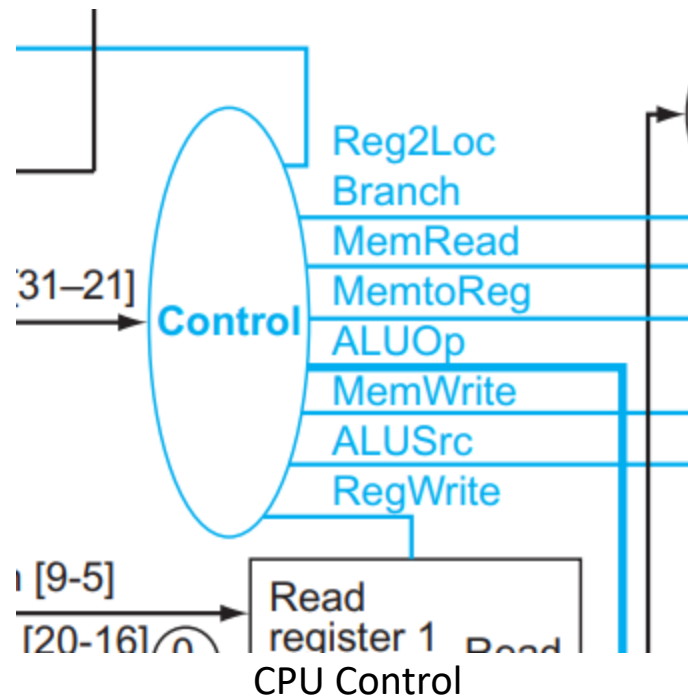 Reg2Loc
Branch
MemRead
[31–21]
MemtoReg
Control
ALUOp
MemWrite
ALUSrc
RegWrite
[9-5]
Read
register 1
Read
[20-16]
0
CPU Control